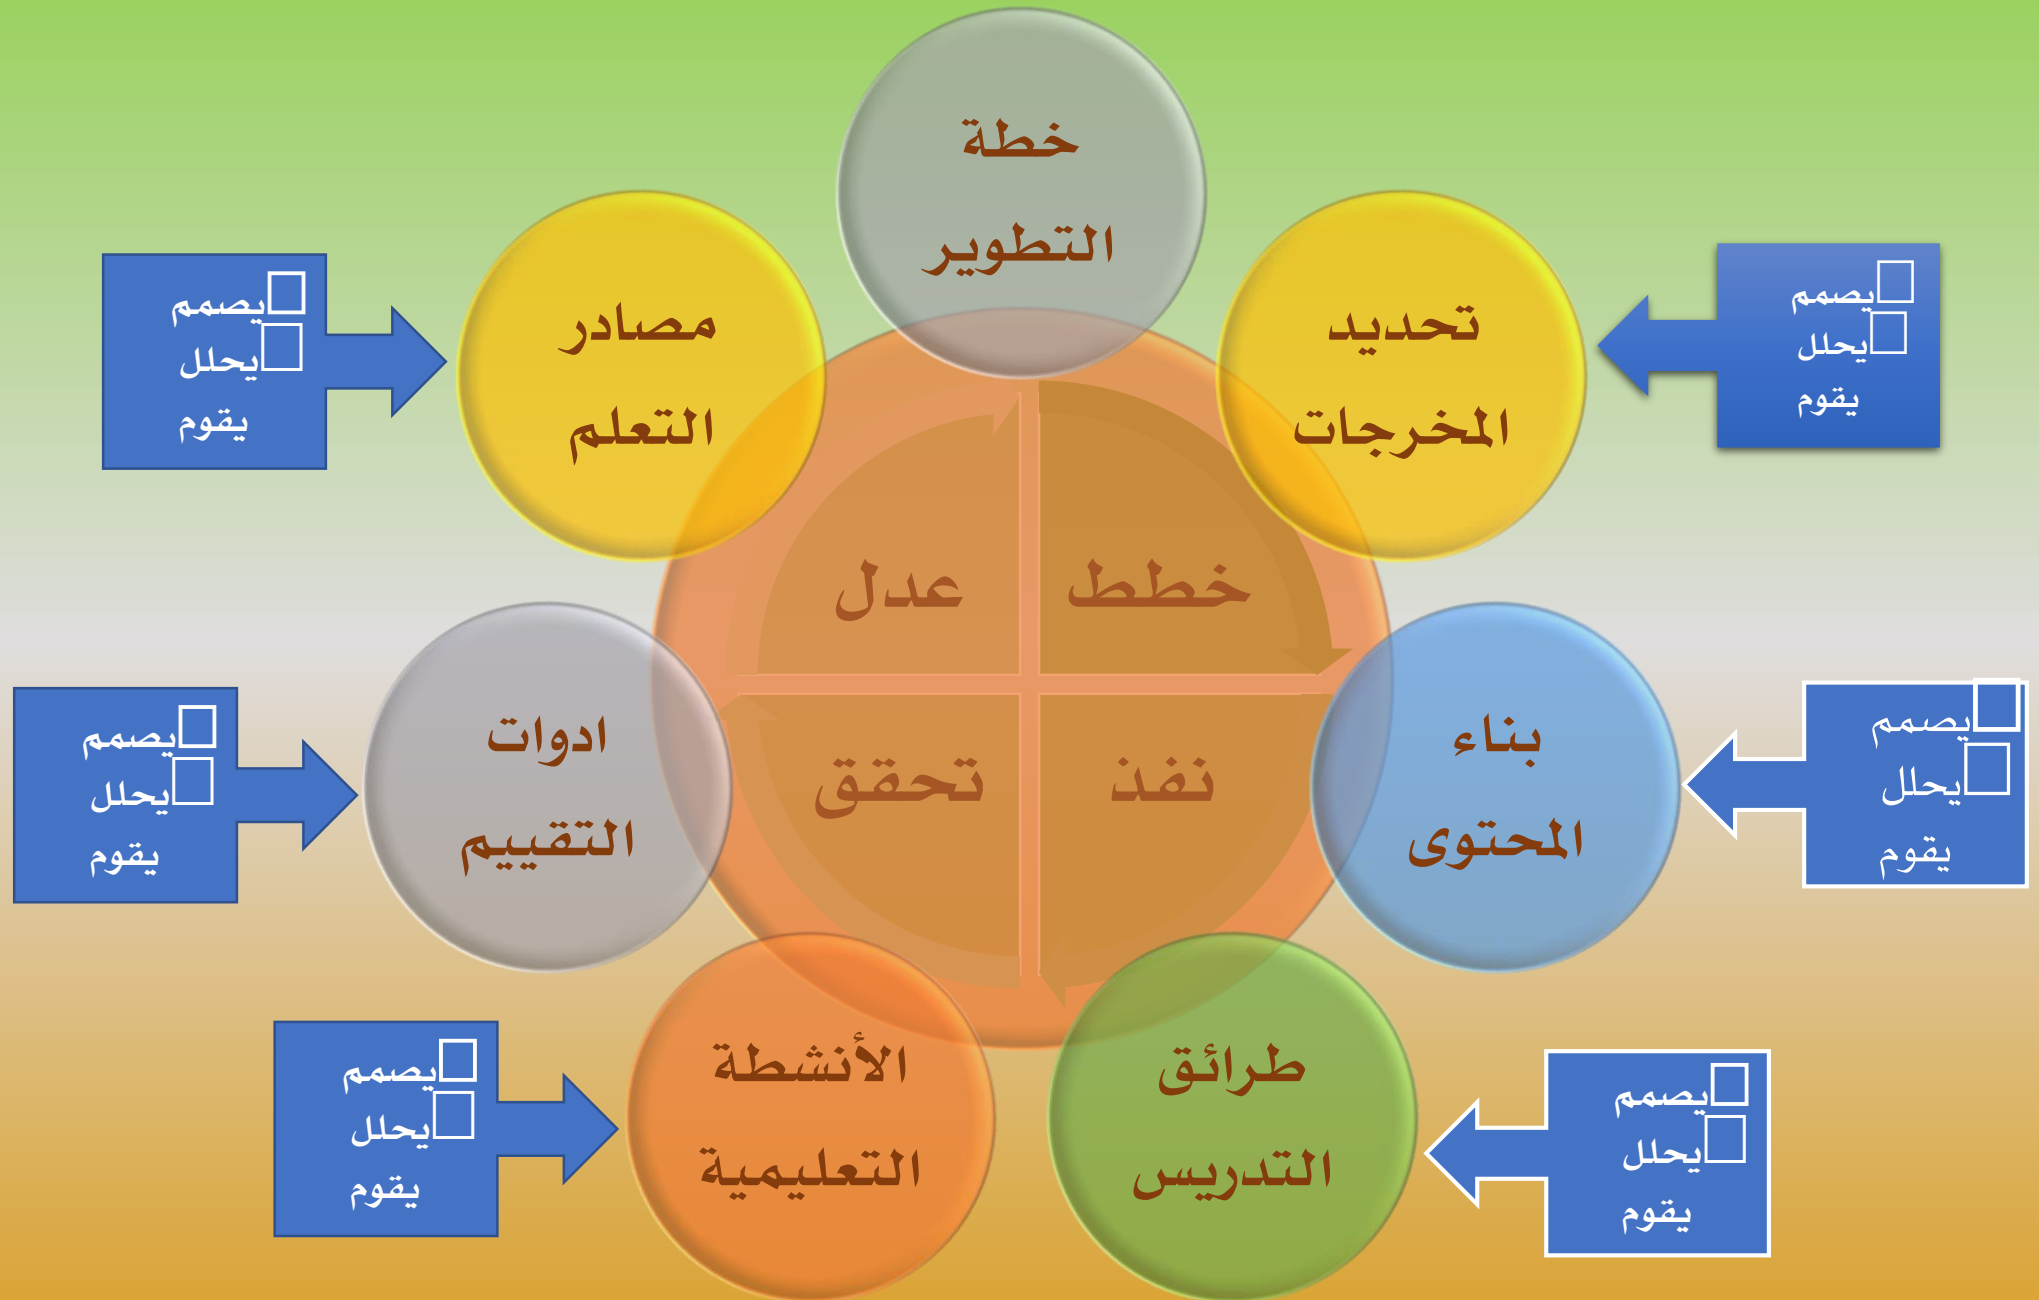 خطة
التطوير
تحديد
المخرجات
يصمم
يحلل
يقوم
بناء
المحتوى
يصمم
يحلل
يقوم
طرائق
التدريس
يصمم
يحلل
يقوم
الأنشطة
التعليمية
يصمم
يحلل
يقوم
ادوات
التقييم
يصمم
يحلل
يقوم
مصادر
التعلم
يصمم
يحلل
يقوم
خطط
نفذ
تحقق
عدل